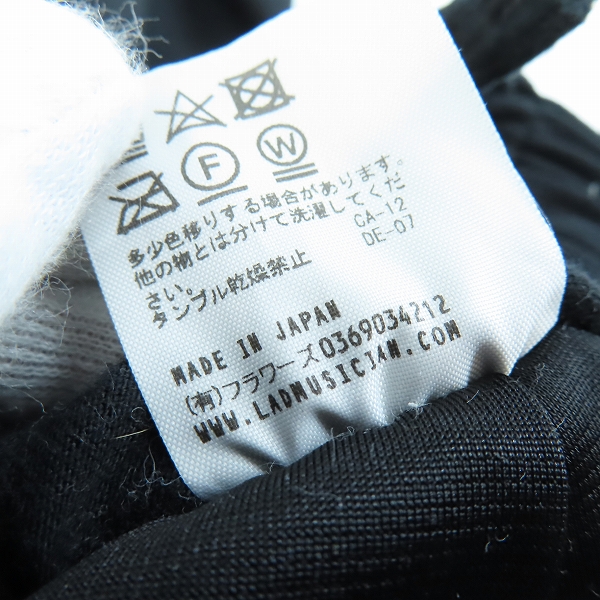 F W
多少色移りする場合があります。
他の物とは分けて洗濯してくだ
さい。
タンブル乾燥禁止
CA-12
DE-07
MADE IN JAPAN
(有)フラワーズ0369034212
WWW.LADMUSICIAN.COM